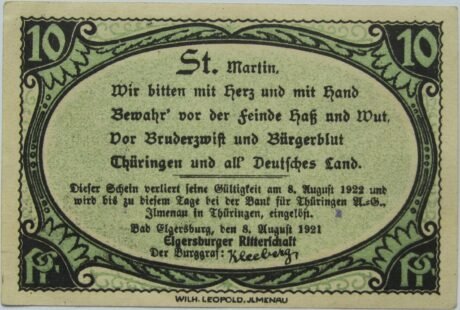 10 10
St. Martin,
Wir bitten mit Herz und mit Hand
Bewahr' vor der Feinde Haß und Wut,
Vor Bruderzwist und Bürgerblut
Thüringen und all' Deutsches Land.
Dieser Schein verliert seine Gültigkeit am 8. August 1922 und
wird bis zu diesem Tage bei der Bank für Thüringen A.-G.,
Ilmenau in Thüringen, eingelöst.
Bad Elgersburg, den 8. August 1921
Elgersburger Ritterschaft
Der Burggraf: Kleeberg
Pf. Pf.
WILH. LEOPOLD, JLMENAU